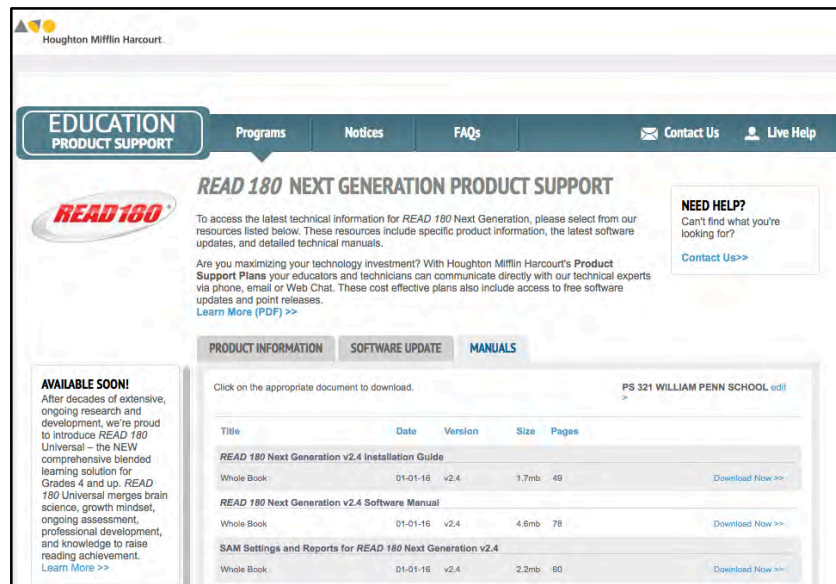 Houghton Mifflin Harcourt
EDUCATION
PRODUCT SUPPORT
Programs
Notices
FAQs
Contact Us
Live Help
READ 180
READ 180 NEXT GENERATION PRODUCT SUPPORT
To access the latest technical information for READ 180 Next Generation, please select from our
resources listed below. These resources include specific product information, the latest software
updates, and detailed technical manuals.
Are you maximizing your technology investment? With Houghton Mifflin Harcourt's Product
Support Plans your educators and technicians can communicate directly with our technical experts
via phone, email or Web Chat. These cost effective plans also include access to free software
updates and point releases.
Learn More (PDF) >>
NEED HELP?
Can't find what you're
looking for?
Contact Us>>
AVAILABLE SOON!
After decades of extensive,
ongoing research and
development, we're proud
to introduce READ 180
Universal – the NEW
comprehensive blended
learning solution for
Grades 4 and up. READ
180 Universal merges brain
science, growth mindset,
ongoing assessment,
professional development,
and knowledge to raise
reading achievement.
Learn More >>
PRODUCT INFORMATION
SOFTWARE UPDATE
MANUALS
Click on the appropriate document to download.
PS 321 WILLIAM PENN SCHOOL edit
>
Title Date Version Size Pages
READ 180 Next Generation v2.4 Installation Guide
Whole Book 01-01-16 v2.4 1.7mb 49 Download Now >>
READ 180 Next Generation v2.4 Software Manual
Whole Book 01-01-16 v2.4 4.6mb 78 Download Now >>
SAM Settings and Reports for READ 180 Next Generation v2.4
Whole Book 01-01-16 v2.4 2.2mb 60 Download Now >>